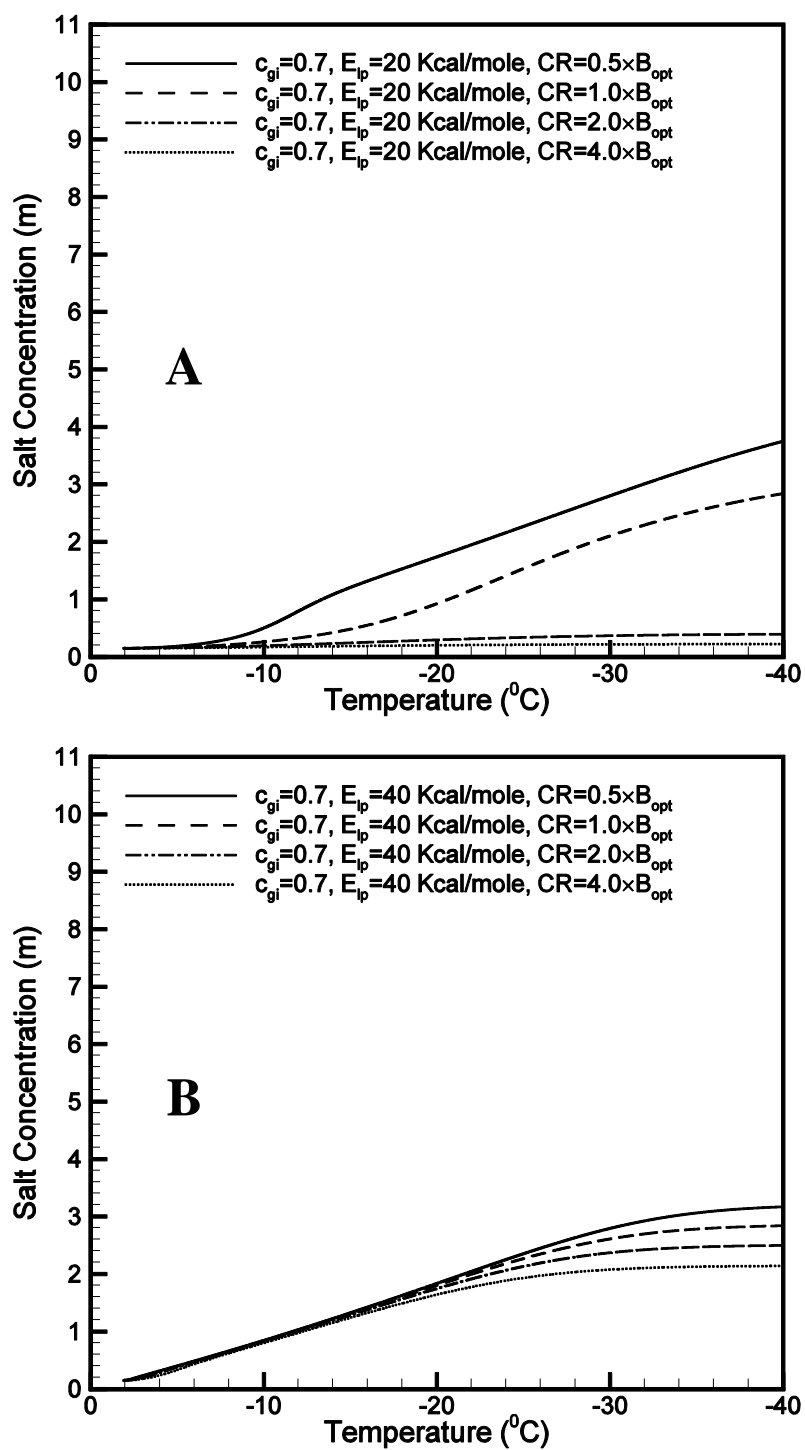 11
10
9
8
7
6
5
4
3
2
1
0
Salt Concentration (m)
c_gi=0.7, E_lp=20 Kcal/mole, CR=0.5×B_opt
c_gi=0.7, E_lp=20 Kcal/mole, CR=1.0×B_opt
c_gi=0.7, E_lp=20 Kcal/mole, CR=2.0×B_opt
c_gi=0.7, E_lp=20 Kcal/mole, CR=4.0×B_opt
A
0 -10 -20 -30 -40
Temperature (⁰C)
11
10
9
8
7
6
5
4
3
2
1
0
Salt Concentration (m)
c_gi=0.7, E_lp=40 Kcal/mole, CR=0.5×B_opt
c_gi=0.7, E_lp=40 Kcal/mole, CR=1.0×B_opt
c_gi=0.7, E_lp=40 Kcal/mole, CR=2.0×B_opt
c_gi=0.7, E_lp=40 Kcal/mole, CR=4.0×B_opt
B
0 -10 -20 -30 -40
Temperature (⁰C)